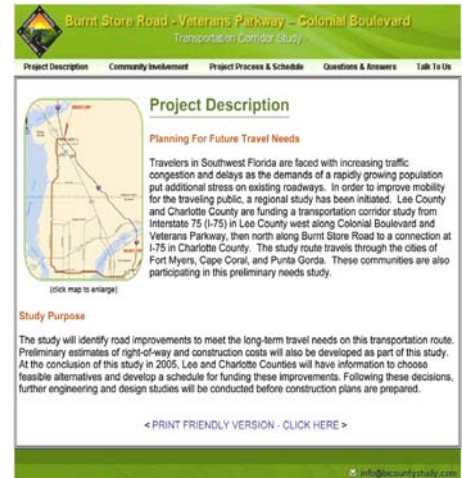 Burnt Store Road - Veterans Parkway – Colonial Boulevard
Transportation Corridor Study
Project Description Community Involvement Project Process & Schedule Questions & Answers Talk To Us
Project Description
Planning For Future Travel Needs
Travelers in Southwest Florida are faced with increasing traffic
congestion and delays as the demands of a rapidly growing population
put additional stress on existing roadways. In order to improve mobility
for the traveling public, a regional study has been initiated. Lee County
and Charlotte County are funding a transportation corridor study from
Interstate 75 (I-75) in Lee County west along Colonial Boulevard and
Veterans Parkway, then north along Burnt Store Road to a connection at
I-75 in Charlotte County. The study route travels through the cities of
Fort Myers, Cape Coral, and Punta Gorda. These communities are also
participating in this preliminary needs study.
(click map to enlarge)
Study Purpose
The study will identify road improvements to meet the long-term travel needs on this transportation route.
Preliminary estimates of right-of-way and construction costs will also be developed as part of this study.
At the conclusion of this study in 2005, Lee and Charlotte Counties will have information to choose
feasible alternatives and develop a schedule for funding these improvements. Following these decisions,
further engineering and design studies will be conducted before construction plans are prepared.
< PRINT FRIENDLY VERSION - CLICK HERE >
info@bicountystudy.com